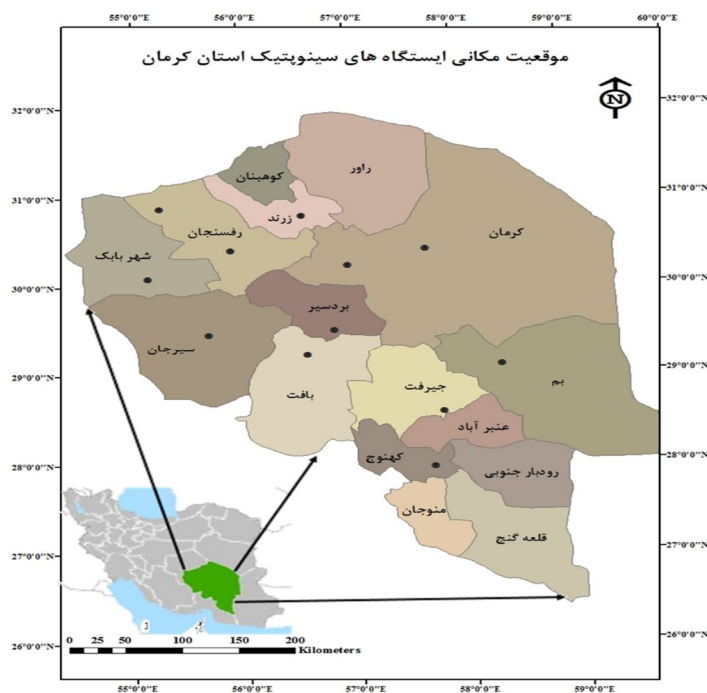 55°0'0"E 56°0'0"E 57°0'0"E 58°0'0"E 59°0'0"E 60°0'0"E
موقعیت مکانی ایستگاه های سینوپتیک استان کرمان
N
32°0'0"N 32°0'0"N
راور
کوهبنان
31°0'0"N 31°0'0"N
زرند
رفسنجان
کرمان
شهر بابک
30°0'0"N 30°0'0"N
بردسیر
سیرجان
29°0'0"N 29°0'0"N
بافت
جیرفت
بم
عنبر آباد
28°0'0"N 28°0'0"N
کهنوج
رودبار جنوبی
منوجان
قلعه گنج
27°0'0"N 27°0'0"N
26°0'0"N 26°0'0"N
0 25 50 100 150 200
Kilometers
55°0'0"E 56°0'0"E 57°0'0"E 58°0'0"E 59°0'0"E